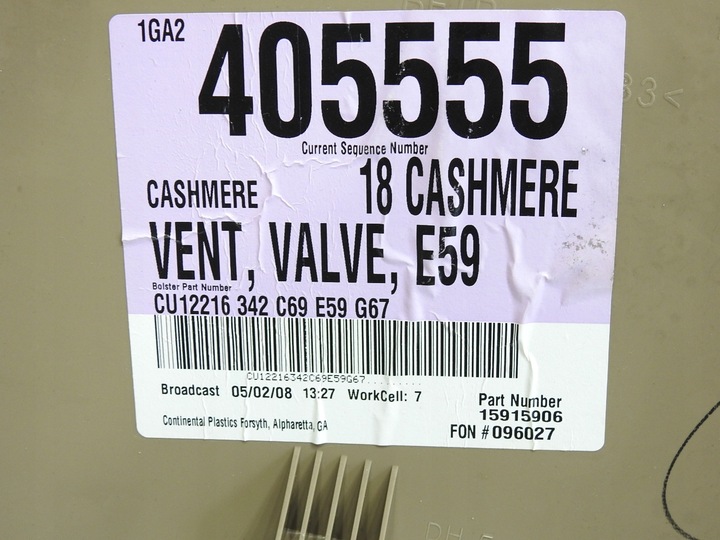 1GA2
405555
Current Sequence Number
CASHMERE 18 CASHMERE
VENT, VALVE, E59
Bolster Part Number
CU12216 342 C69 E59 G67
CU12216342C69E59G67.........
Broadcast 05/02/08 13:27 WorkCell: 7
Part Number
15915906
Continental Plastics Forsyth, Alpharetta, GA
FON # 096027